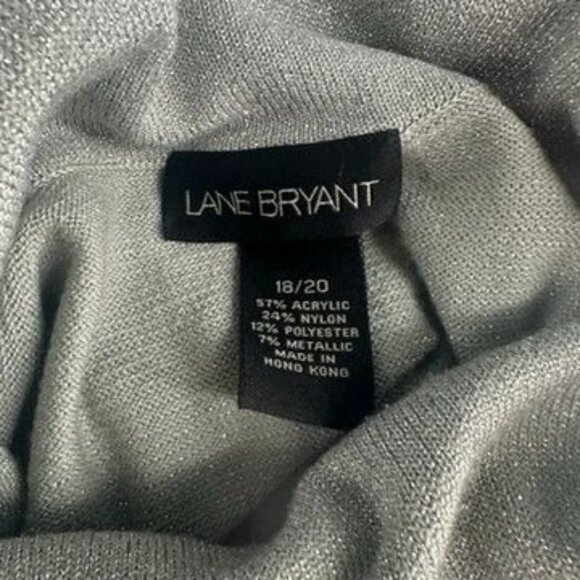 LANE BRYANT
18/20
57% ACRYLIC
24% NYLON
12% POLYESTER
7% METALLIC
MADE IN
HONG KONG